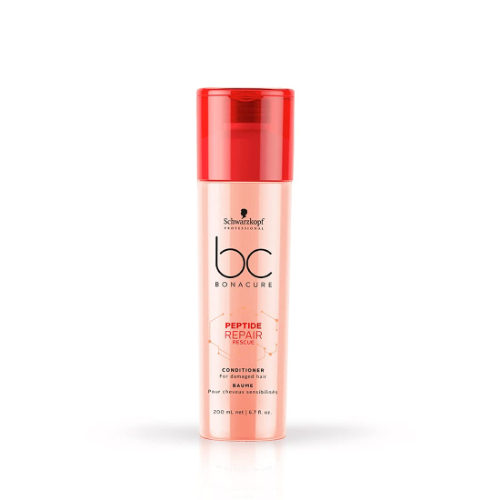 Schwarzkopf
PROFESSIONAL
bc
BONACURE
PEPTIDE
REPAIR
RESCUE
CONDITIONER
For damaged hair
BAUME
Pour cheveux sensibilisés
200 mL net | 6.7 fl. oz.